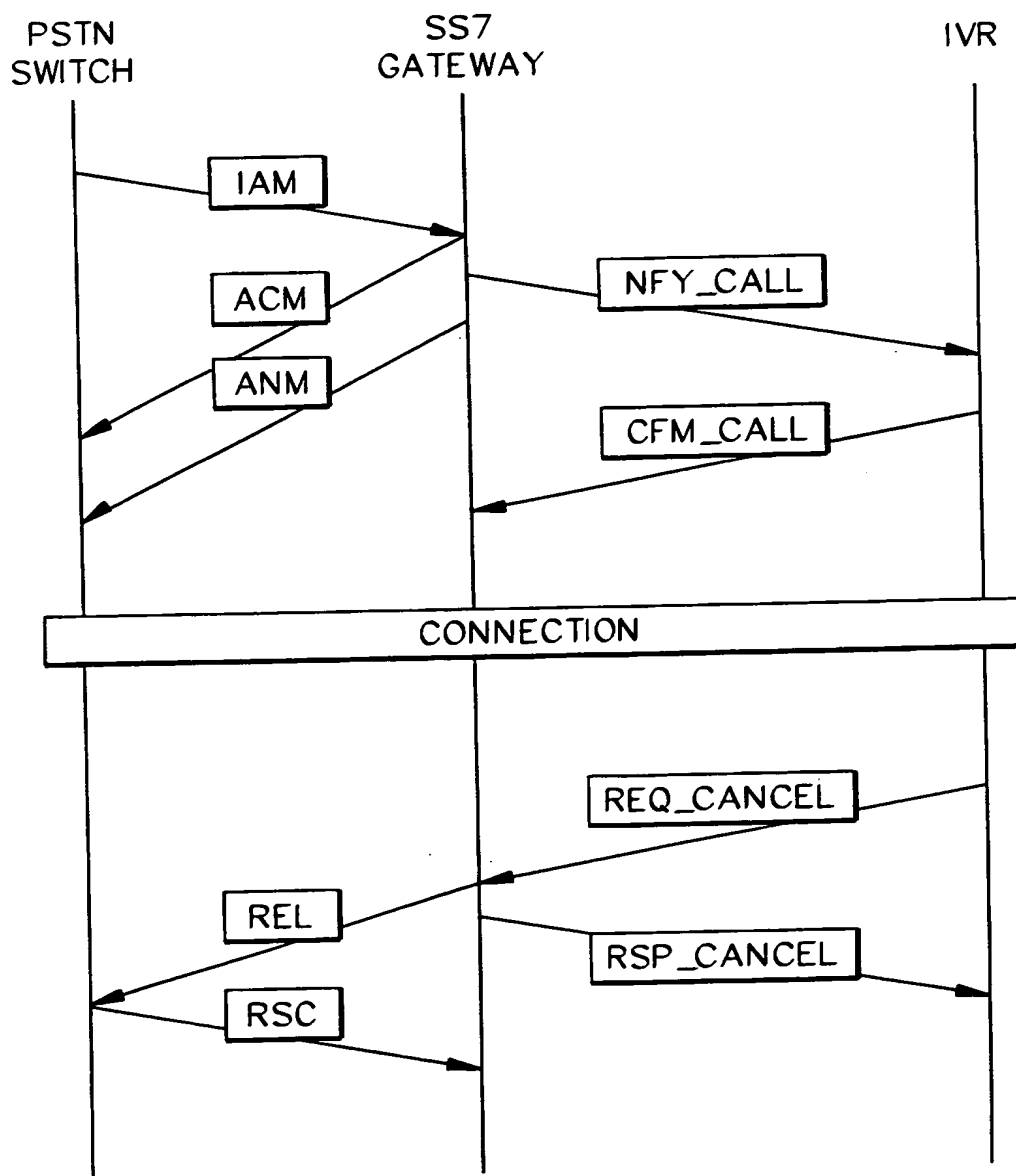 PSTN
SWITCH
SS7
GATEWAY
IVR
IAM
NFY_CALL
ACM
ANM
CFM_CALL
CONNECTION
REQ_CANCEL
REL
RSP_CANCEL
RSC